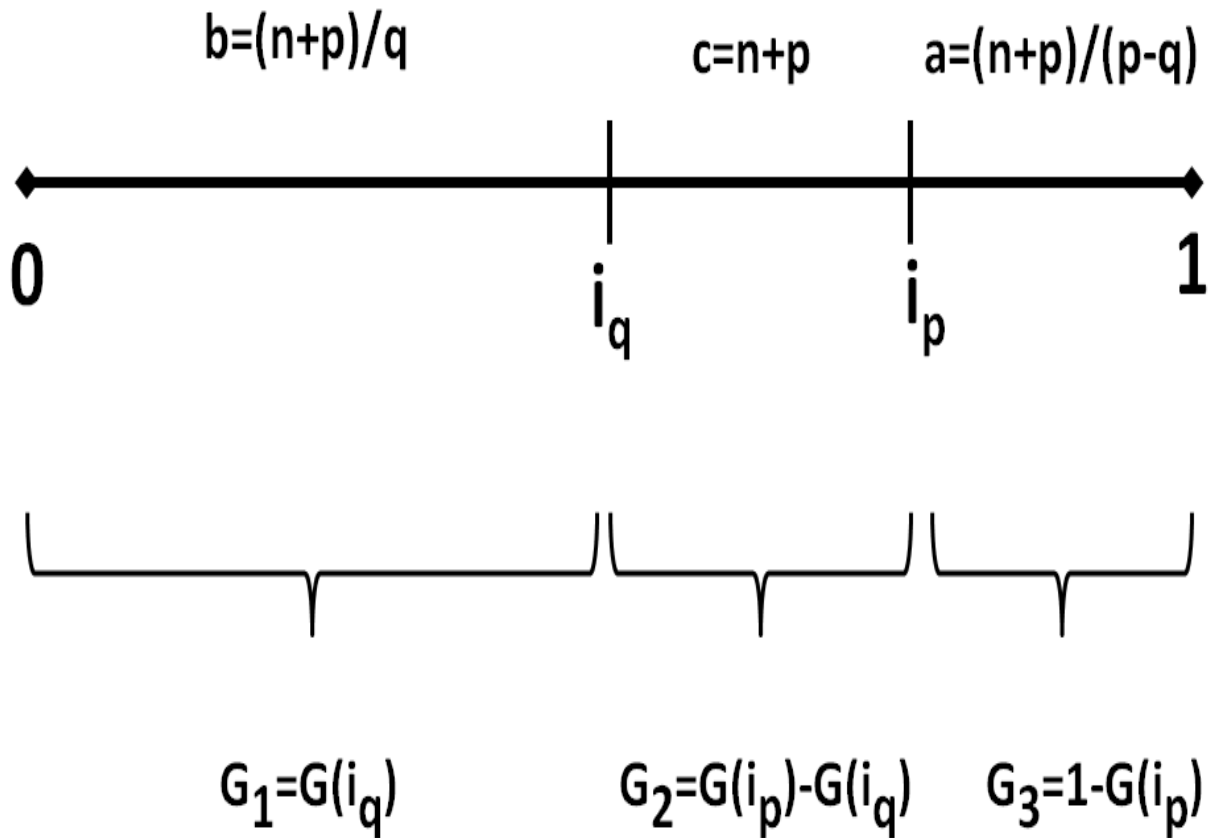 b=(n+p)/q c=n+p a=(n+p)/(p-q)
0 i_q i_p 1
G_1=G(i_q) G_2=G(i_p)-G(i_q) G_3=1-G(i_p)